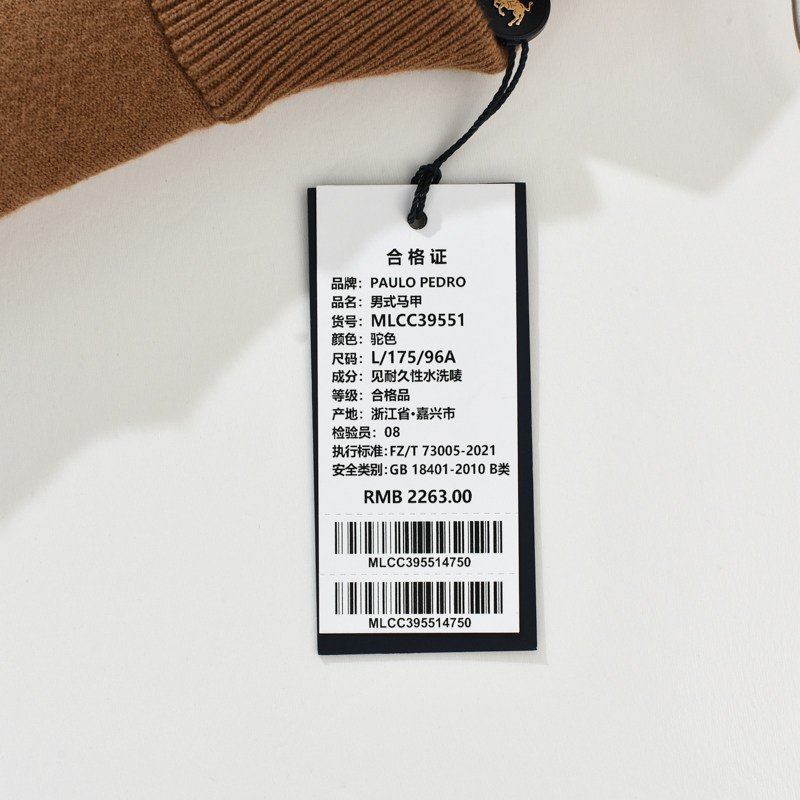 合格证
品牌：PAULO PEDRO
品名：男式马甲
货号：MLCC39551
颜色：驼色
尺码：L/175/96A
成分：见耐久性水洗唛
等级：合格品
产地：浙江省•嘉兴市
检验员：08
执行标准:FZ/T 73005-2021
安全类别:GB 18401-2010 B类
RMB 2263.00
MLCC395514750
MLCC395514750